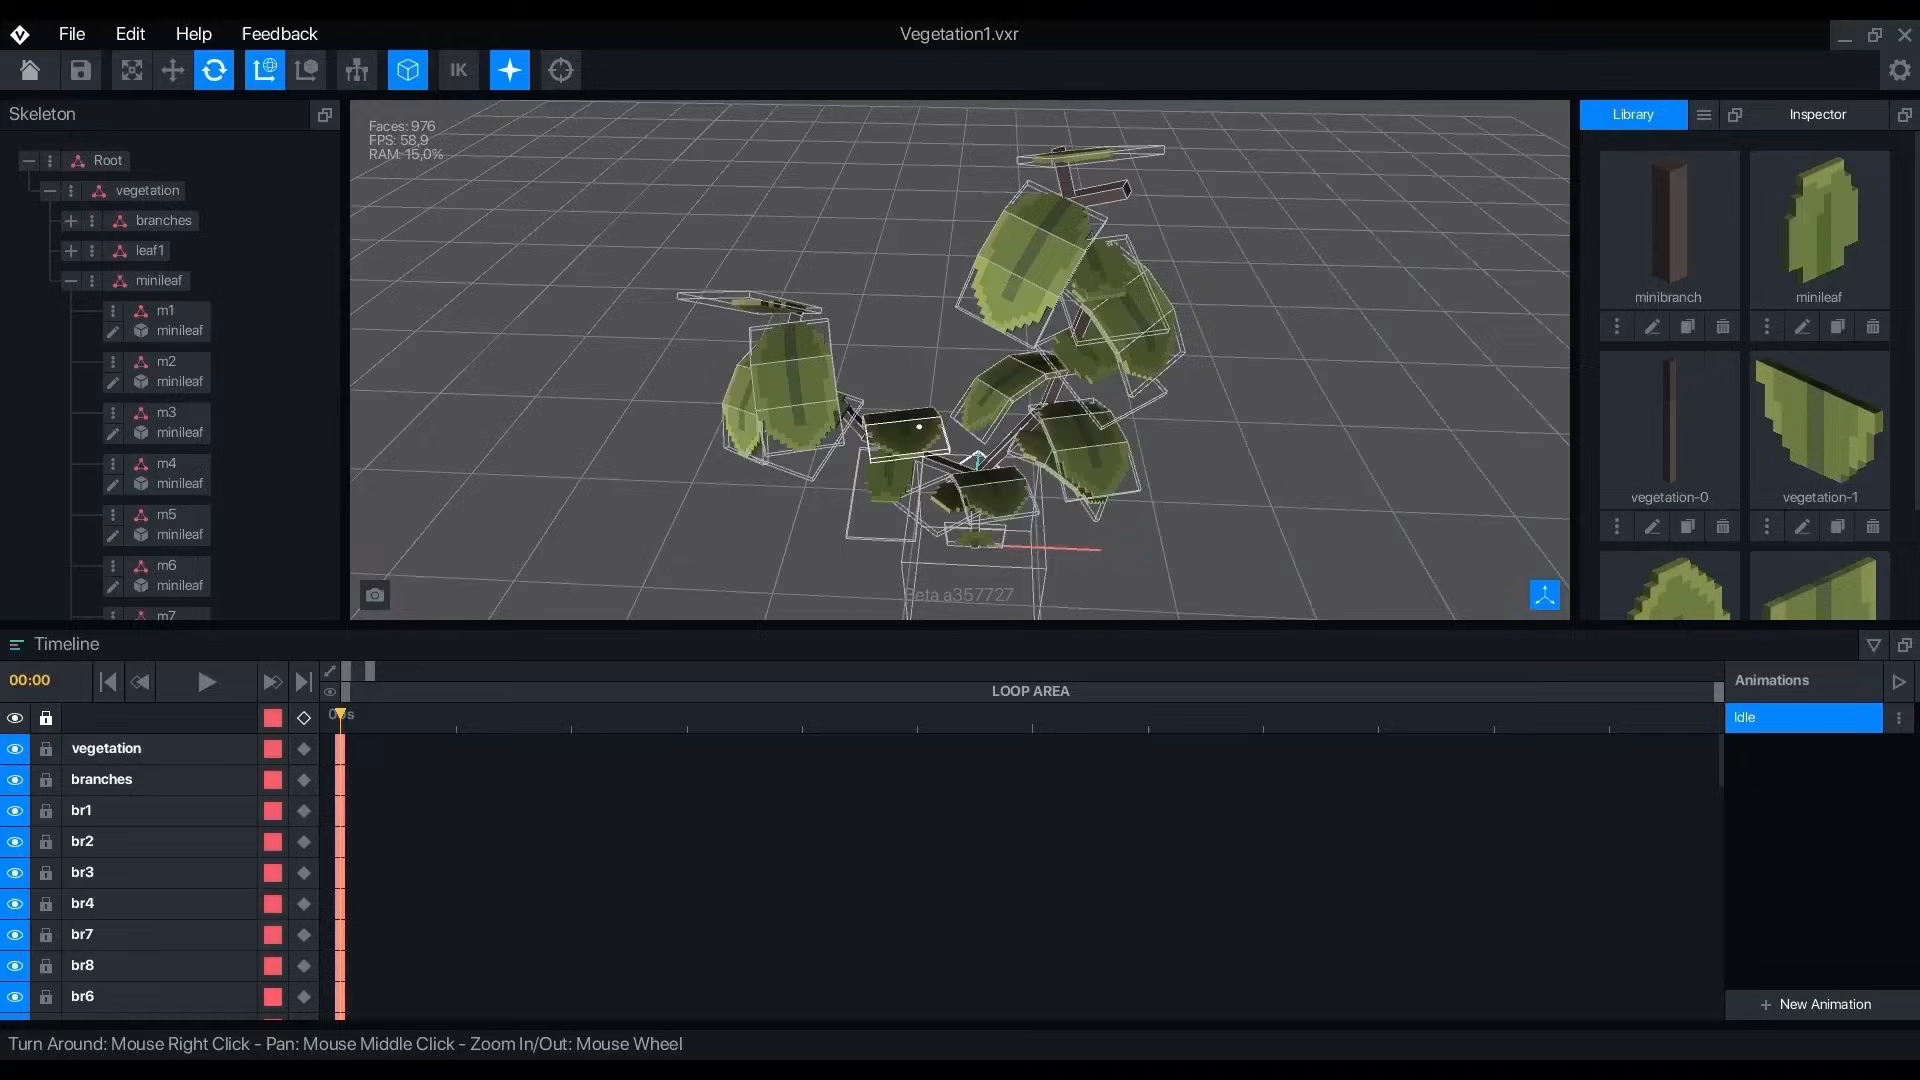 File Edit Help Feedback
Vegetation1.vxr
IK
Skeleton
Library
Inspector
Faces: 976
FPS: 58,9
RAM: 15,0%
Root
vegetation
branches
leaf1
minileaf
m1
minileaf
m2
minileaf
m3
minileaf
m4
minileaf
m5
minileaf
m6
minileaf
m7
minibranch
minileaf
vegetation-0
vegetation-1
Beta a357727
Timeline
00:00
LOOP AREA
Animations
Idle
vegetation
branches
br1
br2
br3
br4
br7
br8
br6
+ New Animation
Turn Around: Mouse Right Click - Pan: Mouse Middle Click - Zoom In/Out: Mouse Wheel